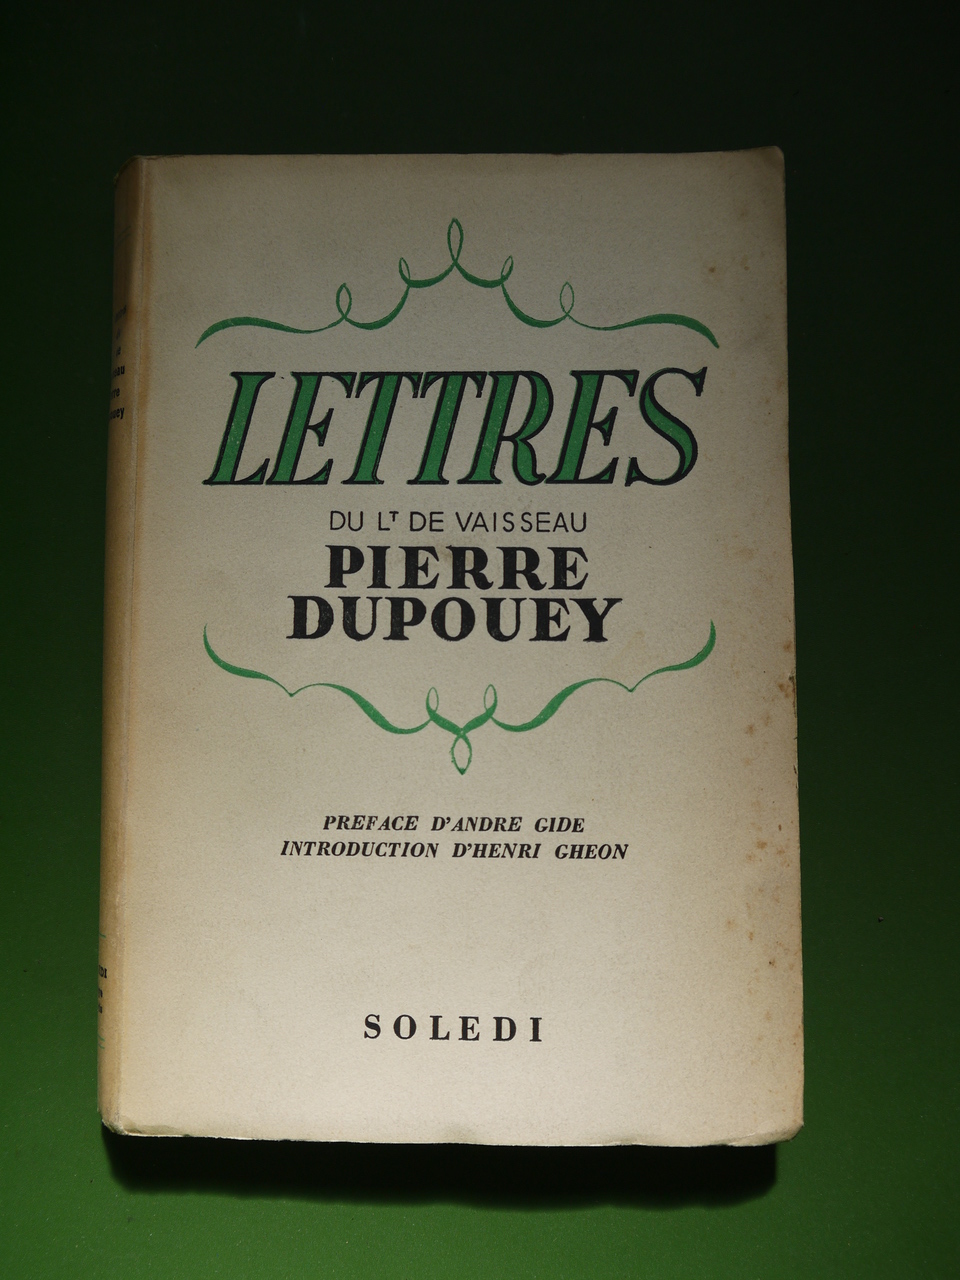 LETTRES
DU LT DE VAISSEAU
PIERRE
DUPOUEY
PREFACE D'ANDRE GIDE
INTRODUCTION D'HENRI GHEON
SOLEDI